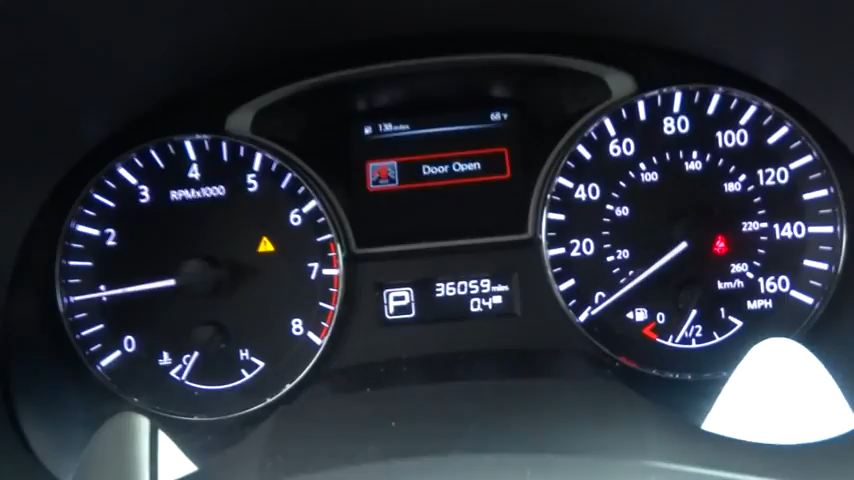 138 miles 68°F
Door Open
0 1 2 3 4 5 6 7 8
RPMX1000
C H
P
36059 miles
0.4
0 20 40 60 80 100 120 140 160
MPH
20 60 100 140 180 220 260
km/h
0 1/2 1